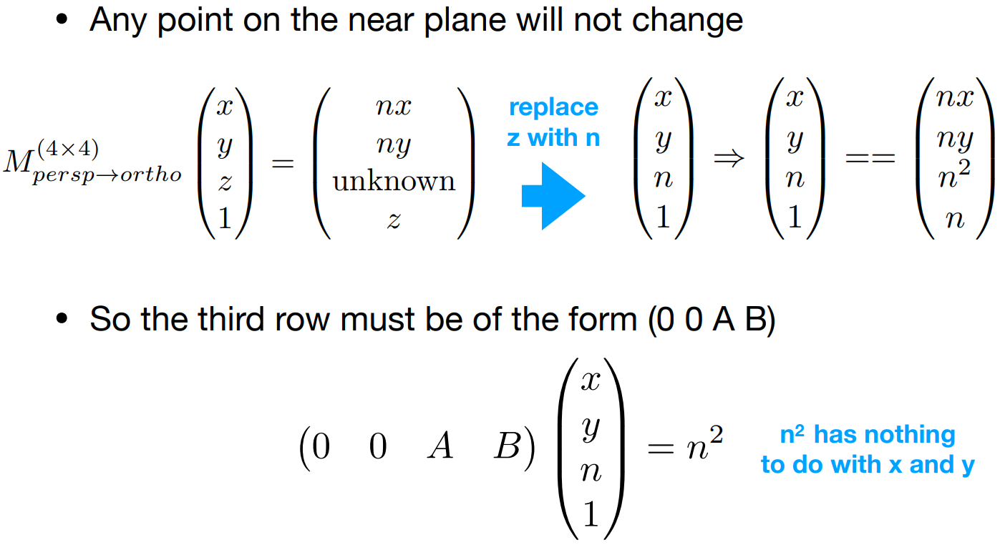 • Any point on the near plane will not change
$M^{(4\times4)}_{persp\to ortho} \begin{pmatrix} x \\ y \\ z \\ 1 \end{pmatrix} = \begin{pmatrix} nx \\ ny \\ \text{unknown} \\ z \end{pmatrix}$ replace z with n $\begin{pmatrix} x \\ y \\ n \\ 1 \end{pmatrix} \Rightarrow \begin{pmatrix} x \\ y \\ n \\ 1 \end{pmatrix} == \begin{pmatrix} nx \\ ny \\ n^2 \\ n \end{pmatrix}$
• So the third row must be of the form (0 0 A B)
$\begin{pmatrix} 0 & 0 & A & B \end{pmatrix} \begin{pmatrix} x \\ y \\ n \\ 1 \end{pmatrix} = n^2$ n² has nothing to do with x and y